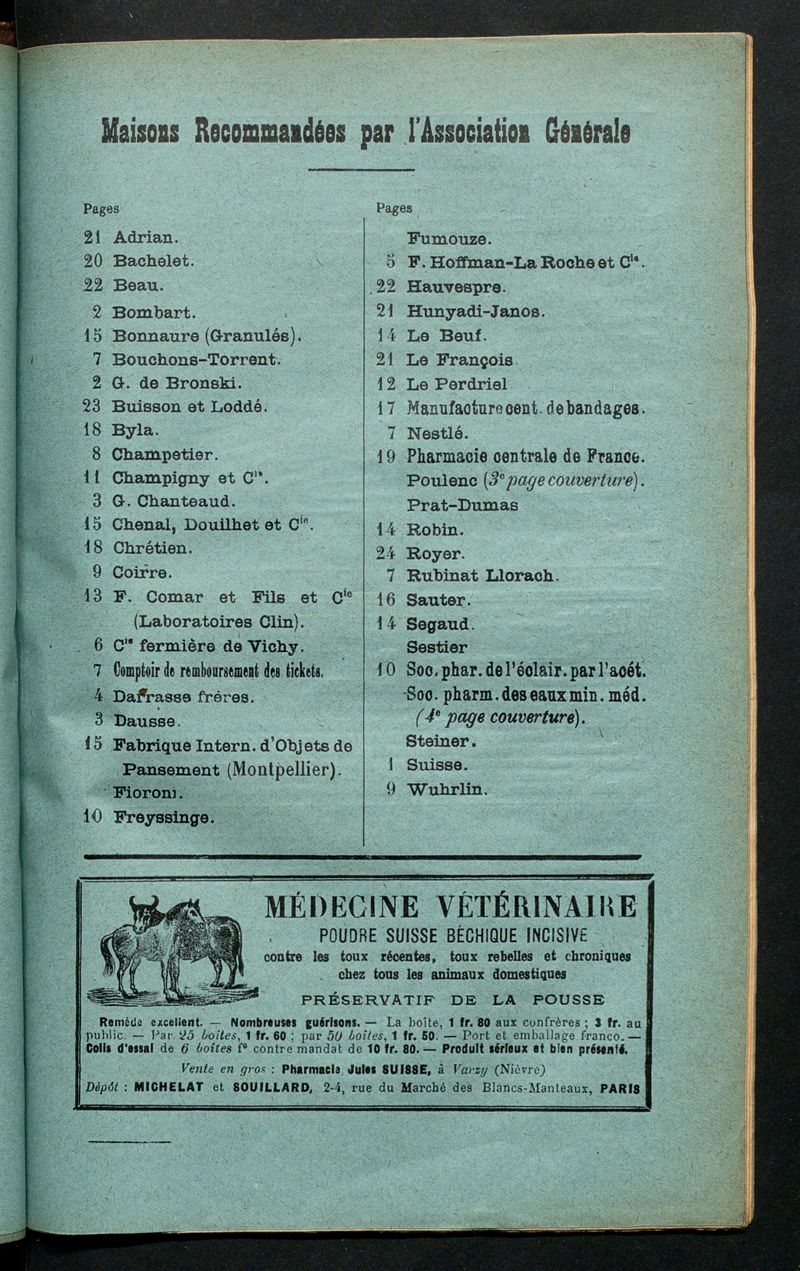 Maisons Recommandées par l'Association Générale
Pages
21 Adrian.
20 Bachelet.
22 Beau.
2 Bombart.
15 Bonnaure (Granulés).
7 Bouchons-Torrent.
2 G. de Bronski.
23 Buisson et Loddé.
18 Byla.
8 Champetier.
11 Champigny et Cie.
3 G. Chanteaud.
15 Chenal, Douilhet et Cie.
18 Chrétien.
9 Coirre.
13 F. Comar et Fils et Cie
(Laboratoires Clin).
6 Cie fermière de Vichy.
7 Comptoir de remboursement des tickets.
4 Daffrasse frères.
3 Dausse.
15 Fabrique Intern. d'Objets de
Pansement (Montpellier).
Fioroni.
10 Freyssinge.
Pages
Fumouze.
5 F. Hoffman-La Roche et Cie.
22 Hauvespre.
21 Hunyadi-Janos.
14 Le Beuf.
21 Le François
12 Le Perdriel
17 Manufacture cent. de bandages.
7 Nestlé.
19 Pharmacie centrale de France.
Poulenc (3e page couverture).
Prat-Dumas
14 Robin.
24 Royer.
7 Rubinat Llorach.
16 Sauter.
14 Segaud.
Sestier
10 Soc. phar. de l'éclair. par l'acét.
Soc. pharm. des eaux min. méd.
(4e page couverture).
Steiner.
1 Suisse.
9 Wuhrlin.
MÉDECINE VÉTÉRINAIRE
POUDRE SUISSE BÉCHIQUE INCISIVE
contre les toux récentes, toux rebelles et chroniques
chez tous les animaux domestiques
PRÉSERVATIF DE LA POUSSE
Remède excellent. — Nombreuses guérisons. — La boîte, 1 fr. 80 aux confrères ; 3 fr. au
public. — Par 25 boîtes, 1 fr. 60 ; par 50 boîtes, 1 fr. 50. — Port et emballage franco. —
Colis d'essai de 6 boîtes fo contre mandat de 10 fr. 80. — Produit sérieux et bien présenté.
Vente en gros : Pharmacie Jules SUISSE, à Varzy (Nièvre)
Dépôt : MICHELAT et SOUILLARD, 2-4, rue du Marché des Blancs-Manteaux, PARIS